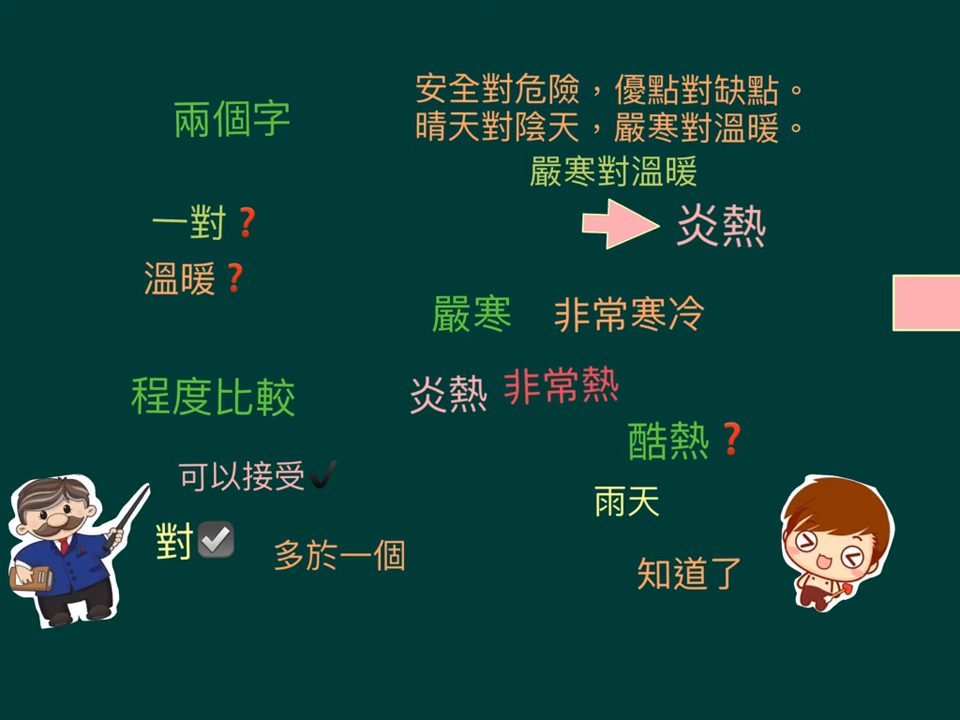 兩個字
安全對危險，優點對缺點。
晴天對陰天，嚴寒對溫暖。
嚴寒對溫暖
一對❓
炎熱
溫暖❓
嚴寒 非常寒冷
程度比較
炎熱 非常熱
酷熱❓
可以接受✔
雨天
對☑
多於一個
知道了